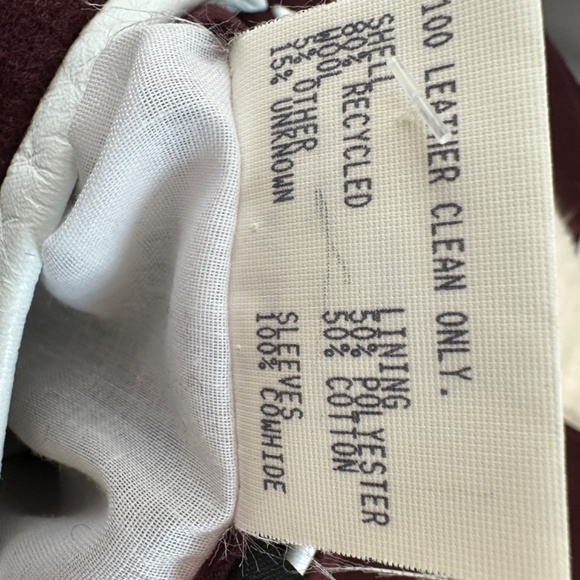 100 LEATHER CLEAN ONLY.
SHELL
80% RECYCLED
WOOL
5% OTHER
15% UNKNOWN
LINING
50% POLYESTER
50% COTTON
SLEEVES
100% COWHIDE